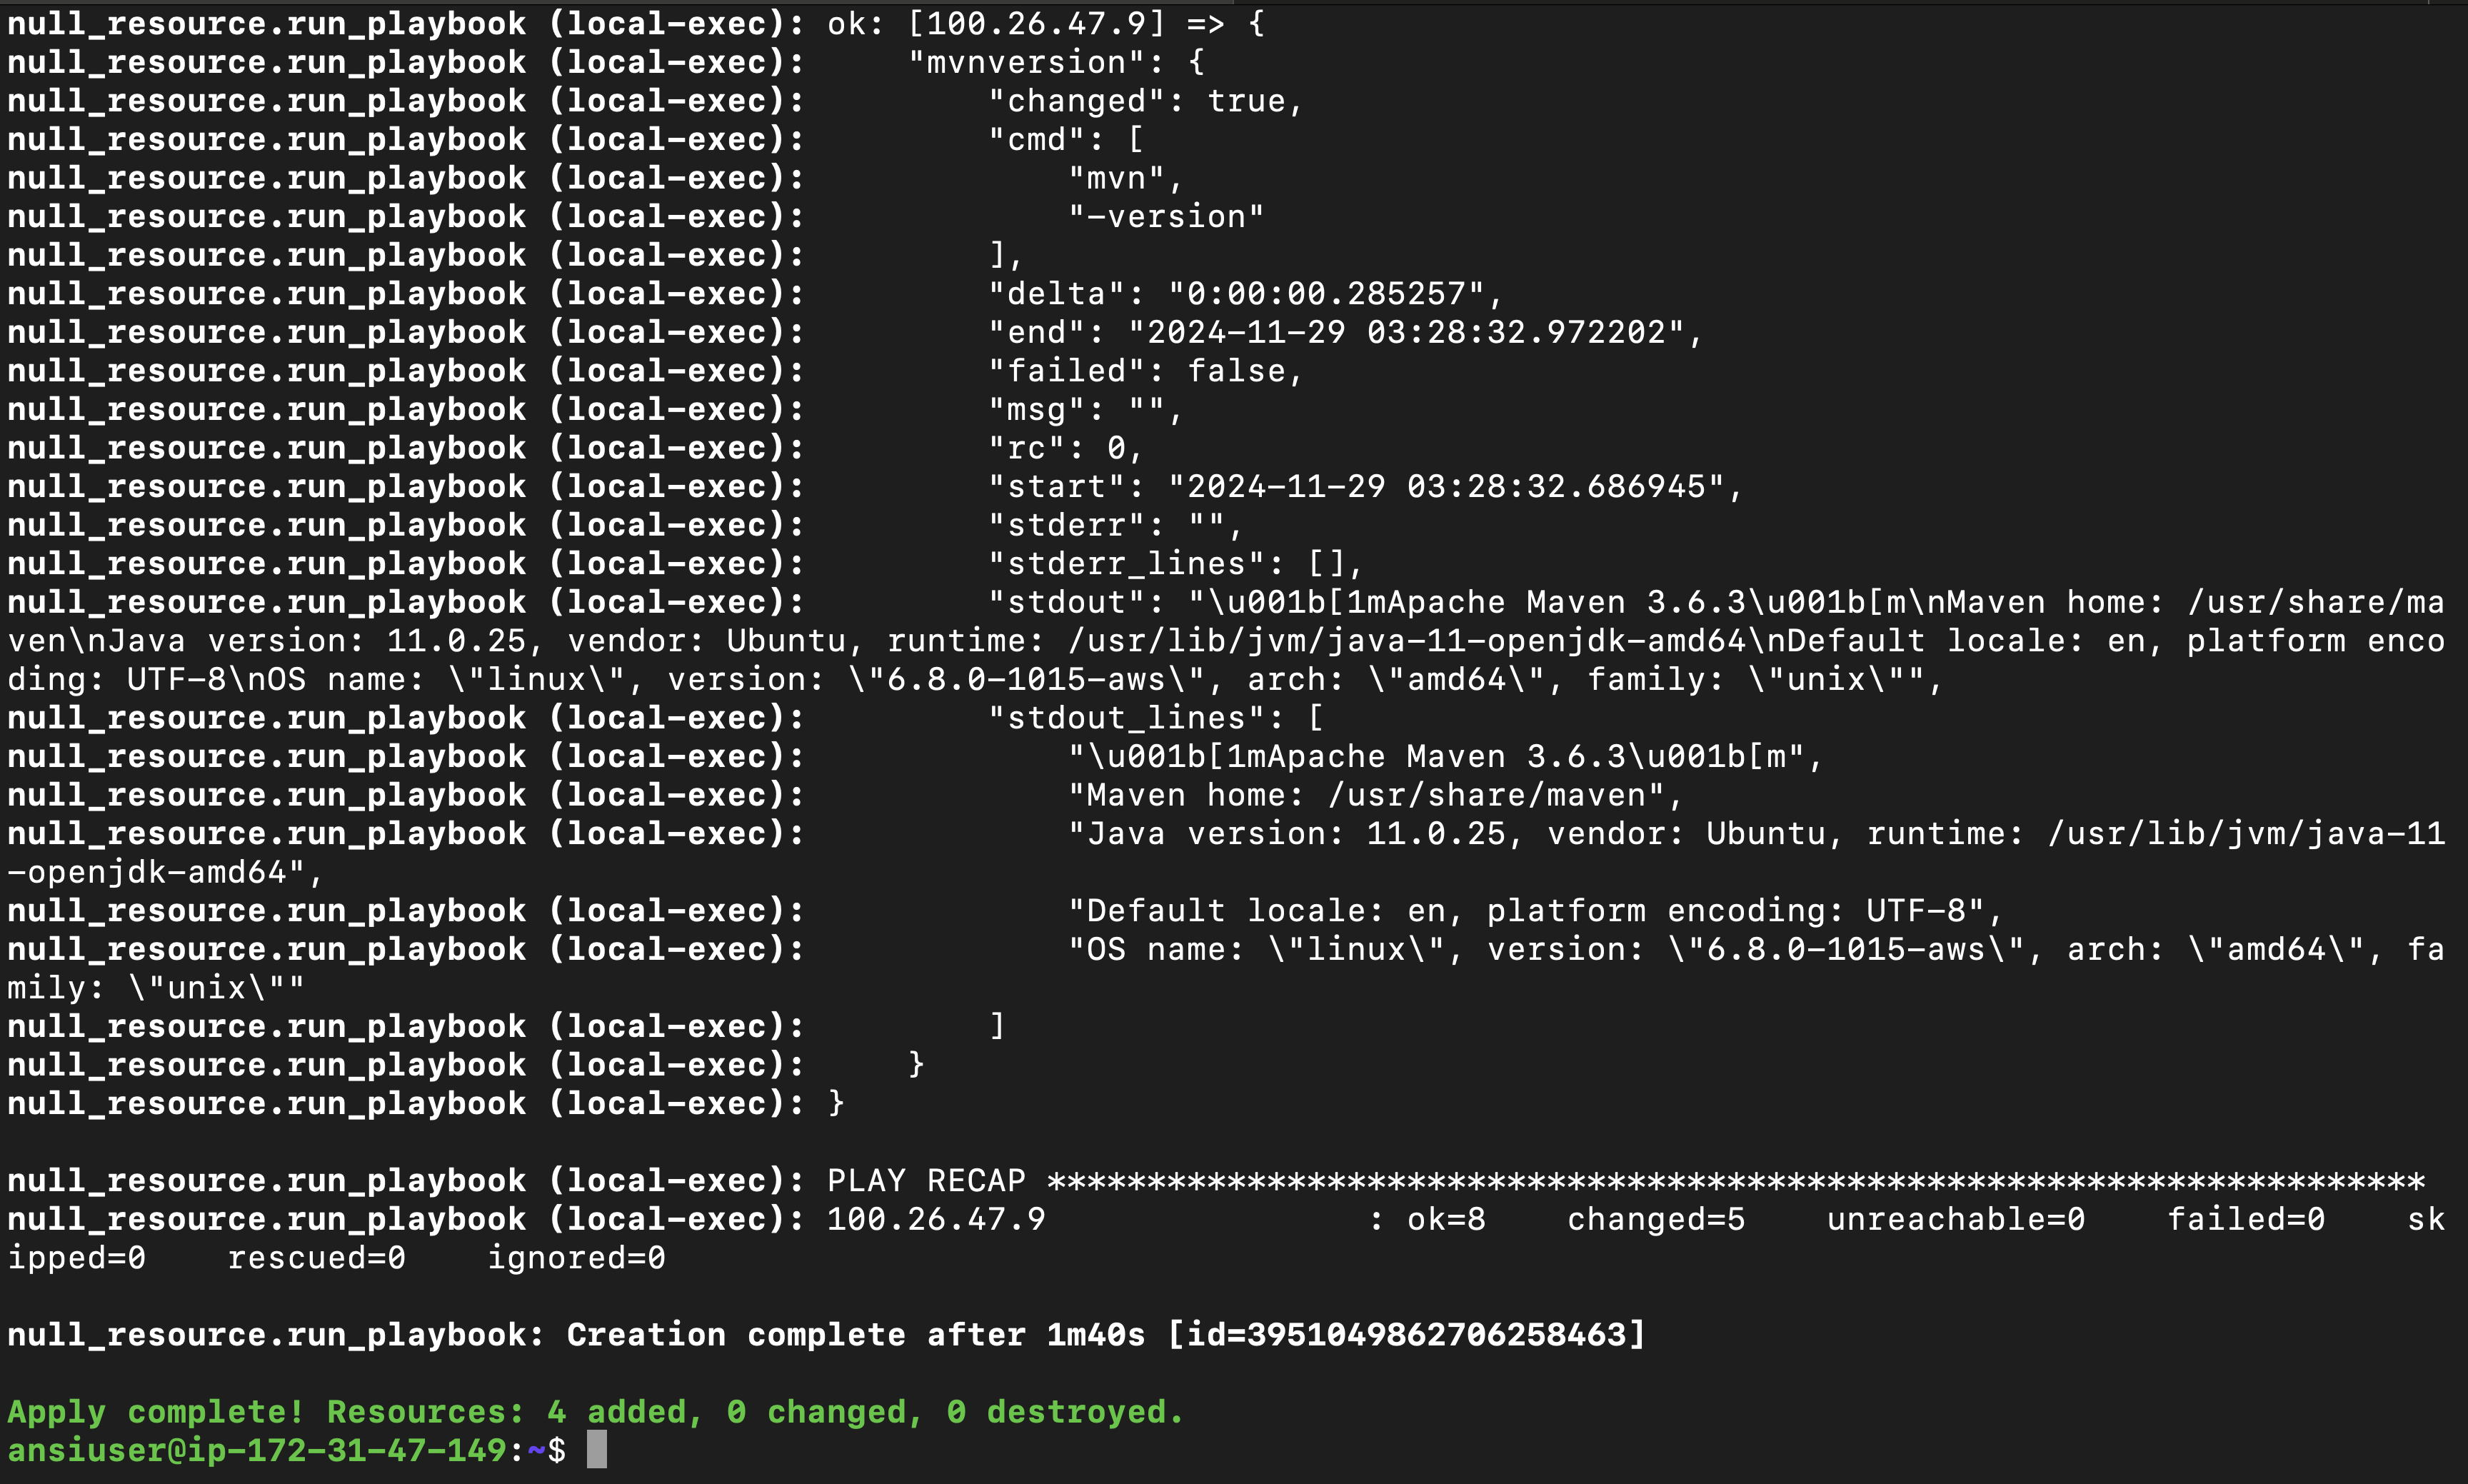 null_resource.run_playbook (local-exec): ok: [100.26.47.9] => {
null_resource.run_playbook (local-exec):     "mvnversion": {
null_resource.run_playbook (local-exec):         "changed": true,
null_resource.run_playbook (local-exec):         "cmd": [
null_resource.run_playbook (local-exec):             "mvn",
null_resource.run_playbook (local-exec):             "-version"
null_resource.run_playbook (local-exec):         ],
null_resource.run_playbook (local-exec):         "delta": "0:00:00.285257",
null_resource.run_playbook (local-exec):         "end": "2024-11-29 03:28:32.972202",
null_resource.run_playbook (local-exec):         "failed": false,
null_resource.run_playbook (local-exec):         "msg": "",
null_resource.run_playbook (local-exec):         "rc": 0,
null_resource.run_playbook (local-exec):         "start": "2024-11-29 03:28:32.686945",
null_resource.run_playbook (local-exec):         "stderr": "",
null_resource.run_playbook (local-exec):         "stderr_lines": [],
null_resource.run_playbook (local-exec):         "stdout": "\u001b[1mApache Maven 3.6.3\u001b[m\nMaven home: /usr/share/ma
ven\nJava version: 11.0.25, vendor: Ubuntu, runtime: /usr/lib/jvm/java-11-openjdk-amd64\nDefault locale: en, platform enco
ding: UTF-8\nOS name: \"linux\", version: \"6.8.0-1015-aws\", arch: \"amd64\", family: \"unix\"",
null_resource.run_playbook (local-exec):         "stdout_lines": [
null_resource.run_playbook (local-exec):             "\u001b[1mApache Maven 3.6.3\u001b[m",
null_resource.run_playbook (local-exec):             "Maven home: /usr/share/maven",
null_resource.run_playbook (local-exec):             "Java version: 11.0.25, vendor: Ubuntu, runtime: /usr/lib/jvm/java-11
-openjdk-amd64",
null_resource.run_playbook (local-exec):             "Default locale: en, platform encoding: UTF-8",
null_resource.run_playbook (local-exec):             "OS name: \"linux\", version: \"6.8.0-1015-aws\", arch: \"amd64\", fa
mily: \"unix\""
null_resource.run_playbook (local-exec):         ]
null_resource.run_playbook (local-exec):     }
null_resource.run_playbook (local-exec): }
null_resource.run_playbook (local-exec): PLAY RECAP *********************************************************************
null_resource.run_playbook (local-exec): 100.26.47.9                : ok=8    changed=5    unreachable=0    failed=0    sk
ipped=0    rescued=0    ignored=0
null_resource.run_playbook: Creation complete after 1m40s [id=3951049862706258463]
Apply complete! Resources: 4 added, 0 changed, 0 destroyed.
ansiuser@ip-172-31-47-149:~$